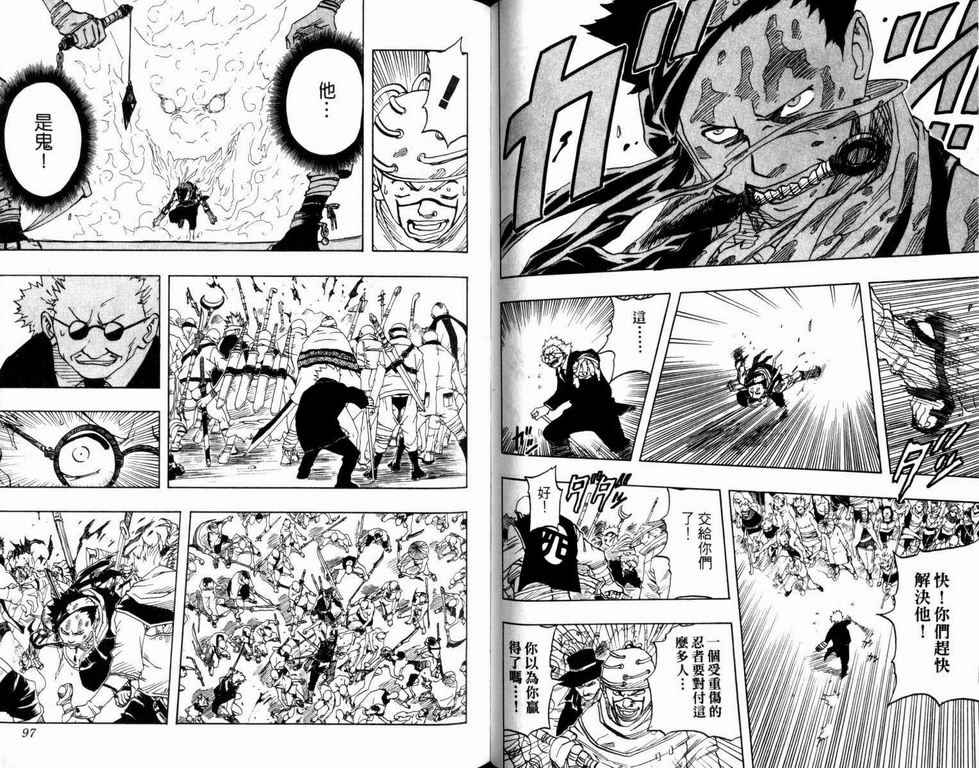 ダッ
這……
快！你們趕快
解決他！
交給你們
了！
好！
一個受重傷的
忍者要對付這
麼多人…
你以為你贏
得了嗎…！
！
他…
是鬼！
97